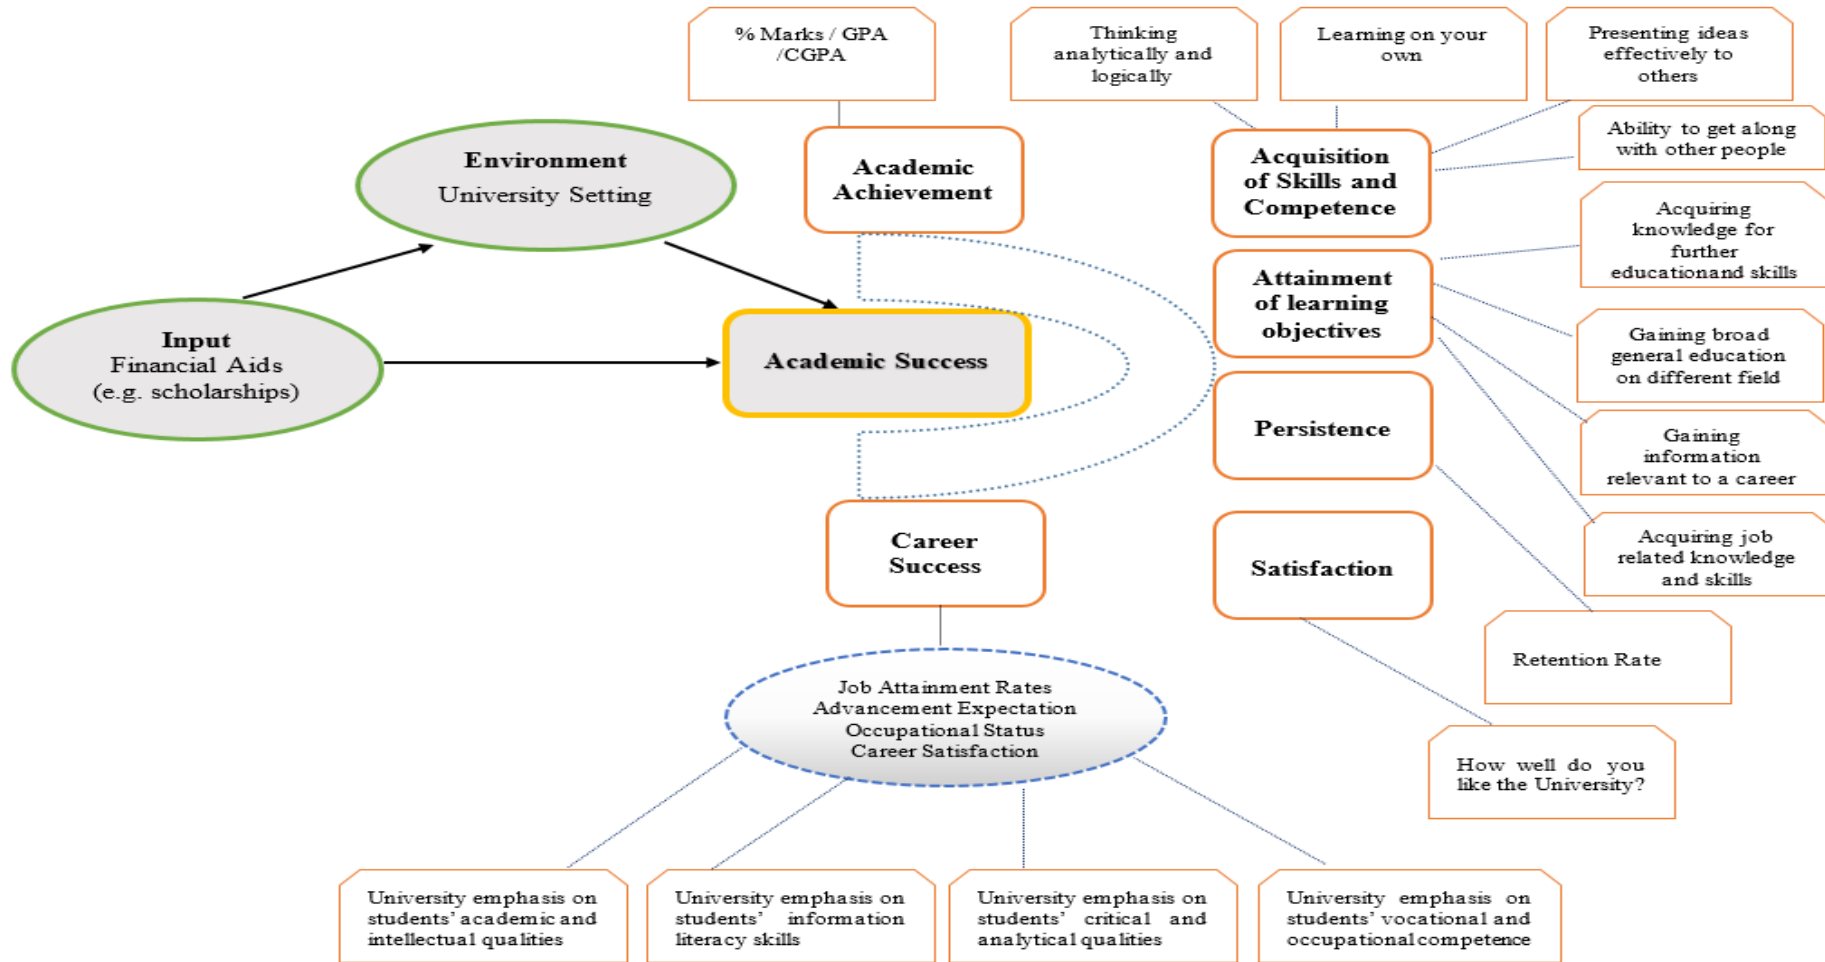 % Marks / GPA
/CGPA
Thinking
analytically and
logically
Learning on your
own
Presenting ideas
effectively to
others
Environment
University Setting
Academic
Achievement
Acquisition
of Skills and
Competence
Ability to get along
with other people
Acquiring
knowledge for
further
educationand skills
Input
Financial Aids
(e.g. scholarships)
Academic Success
Attainment
of learning
objectives
Gaining broad
general education
on different field
Persistence
Gaining
information
relevant to a career
Career
Success
Satisfaction
Acquiring job
related knowledge
and skills
Retention Rate
Job Attainment Rates
Advancement Expectation
Occupational Status
Career Satisfaction
How well do you
like the University?
University emphasis on
students’ academic and
intellectual qualities
University emphasis on
students’ information
literacy skills
University emphasis on
students’ critical and
analytical qualities
University emphasis on
students’ vocational and
occupational competence